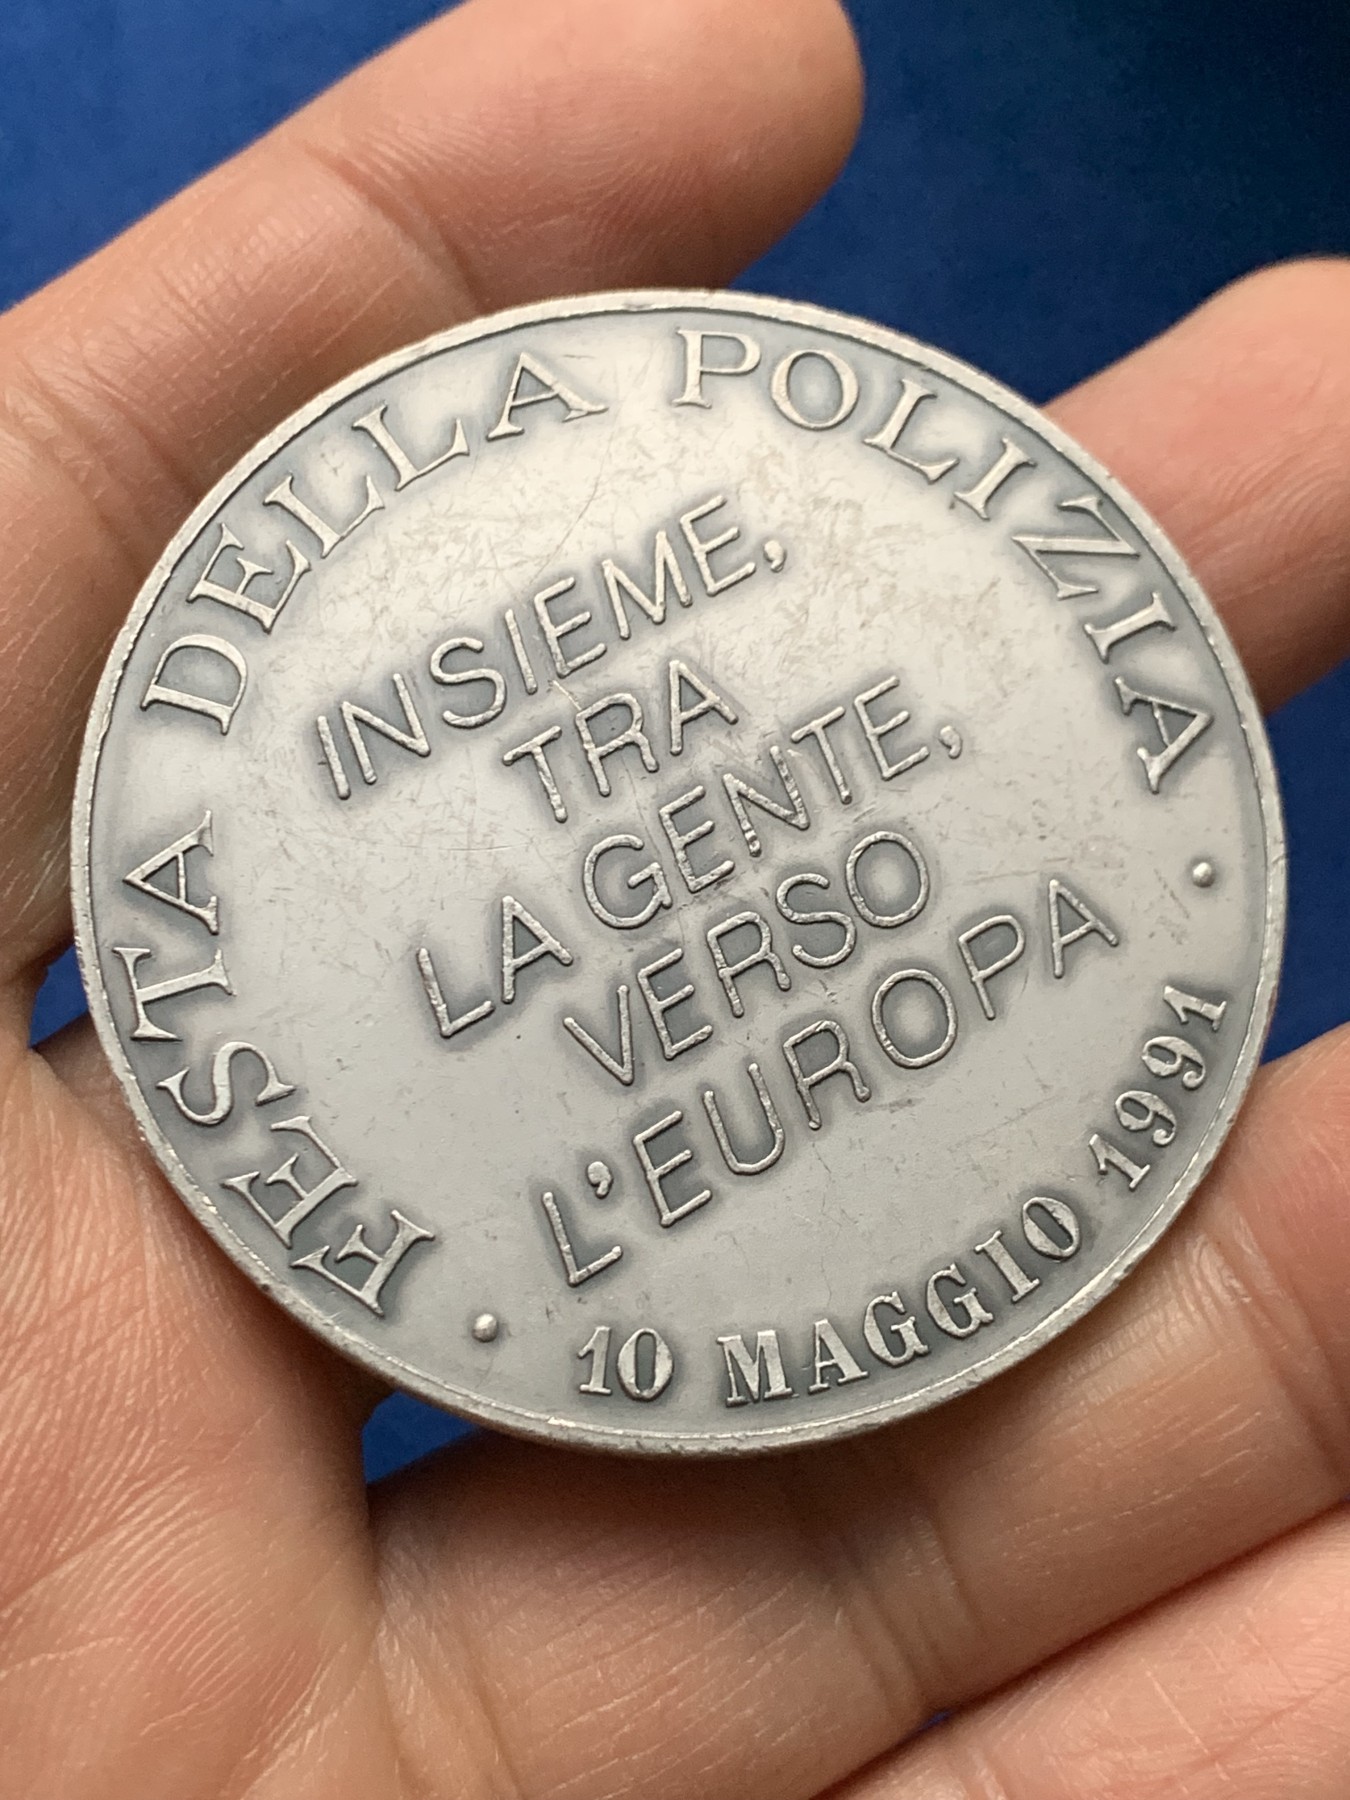 FESTA DELLA POLIZIA
INSIEME,
TRA
LA GENTE,
VERSO
L'EUROPA
· 10 MAGGIO 1991 ·